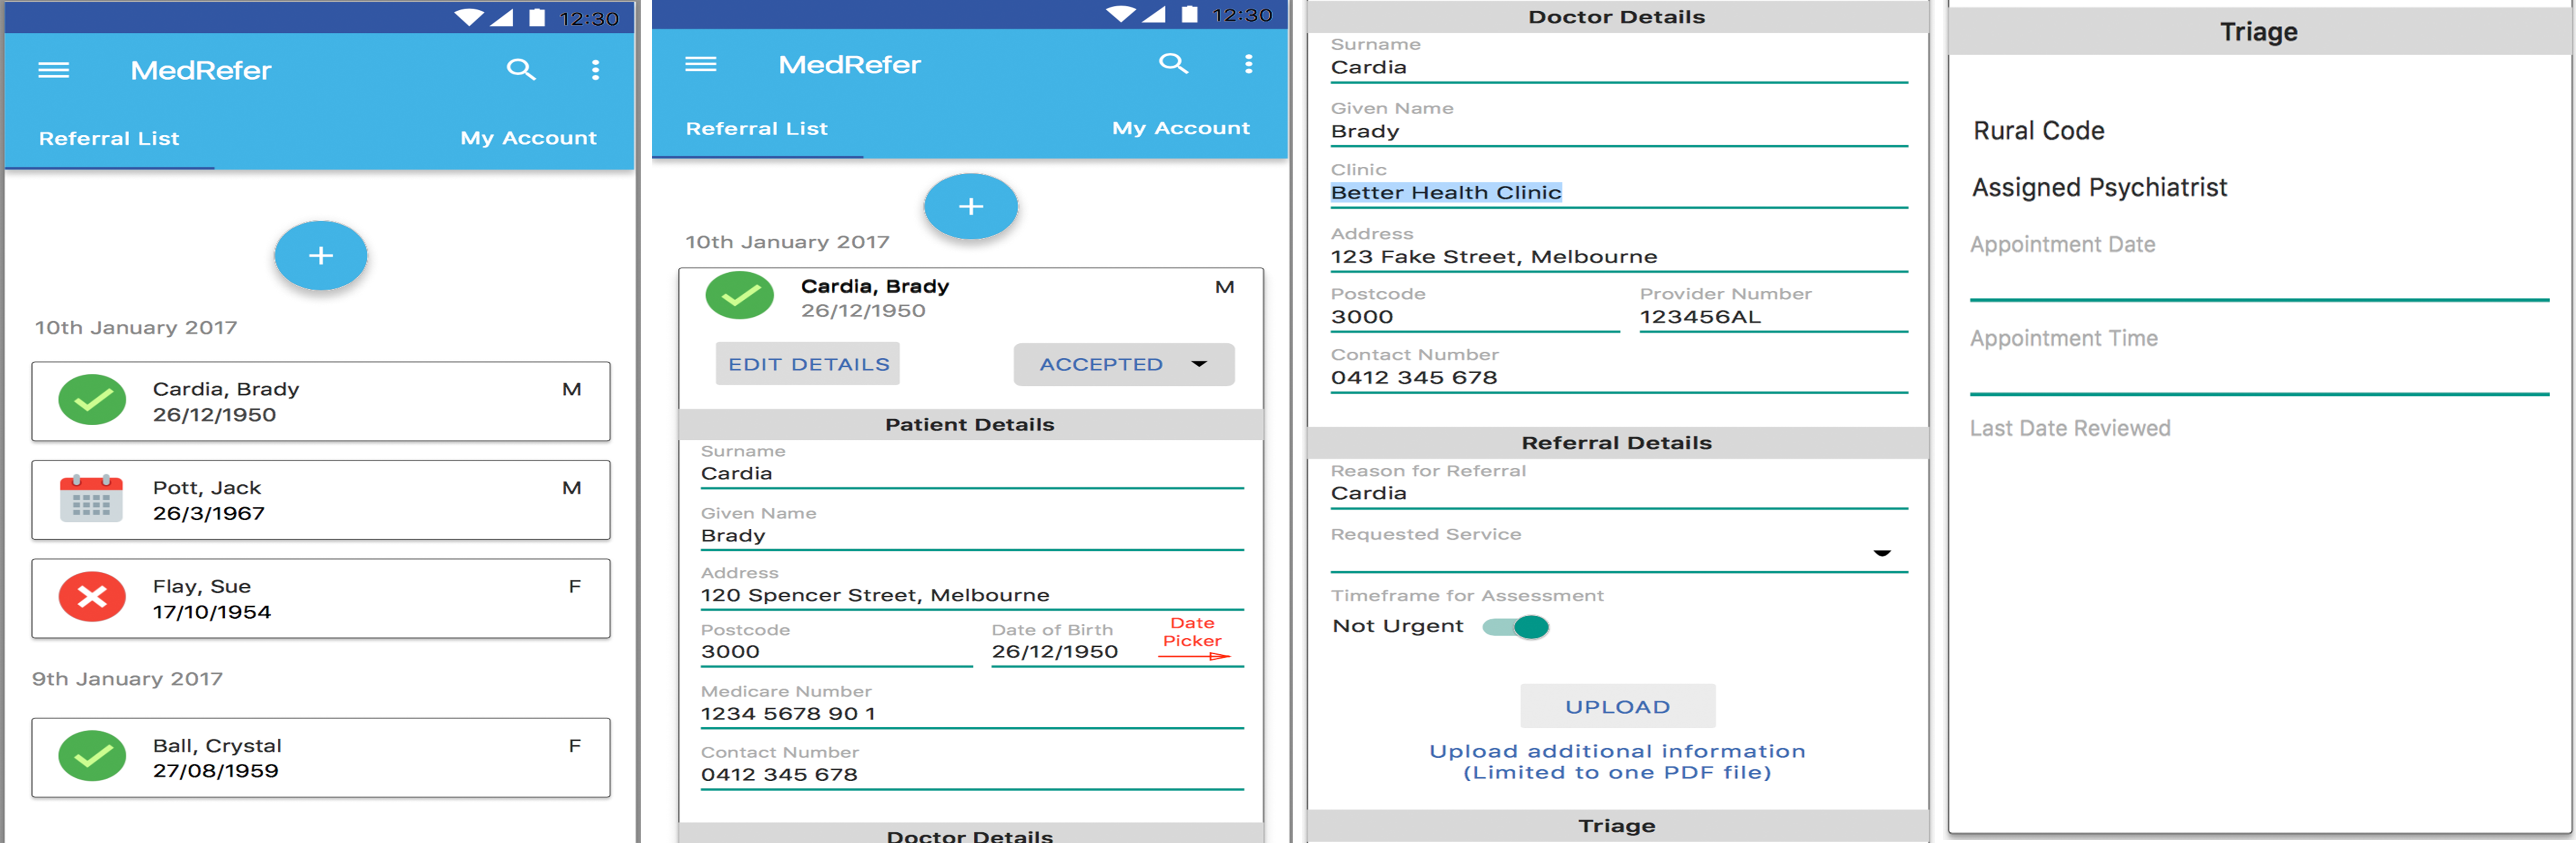 12:30
MedRefer
Referral List My Account
+
10th January 2017
Cardia, Brady M
26/12/1950
Pott, Jack M
26/3/1967
Flay, Sue F
17/10/1954
9th January 2017
Ball, Crystal F
27/08/1959
12:30
MedRefer
Referral List My Account
+
10th January 2017
Cardia, Brady M
26/12/1950
EDIT DETAILS ACCEPTED
Patient Details
Surname
Cardia
Given Name
Brady
Address
120 Spencer Street, Melbourne
Postcode Date of Birth
3000 26/12/1950
Date
Picker
Medicare Number
1234 5678 90 1
Contact Number
0412 345 678
Doctor Details
Doctor Details
Surname
Cardia
Given Name
Brady
Clinic
Better Health Clinic
Address
123 Fake Street, Melbourne
Postcode Provider Number
3000 123456AL
Contact Number
0412 345 678
Referral Details
Reason for Referral
Cardia
Requested Service
Timeframe for Assessment
Not Urgent
UPLOAD
Upload additional information
(Limited to one PDF file)
Triage
Triage
Rural Code
Assigned Psychiatrist
Appointment Date
Appointment Time
Last Date Reviewed